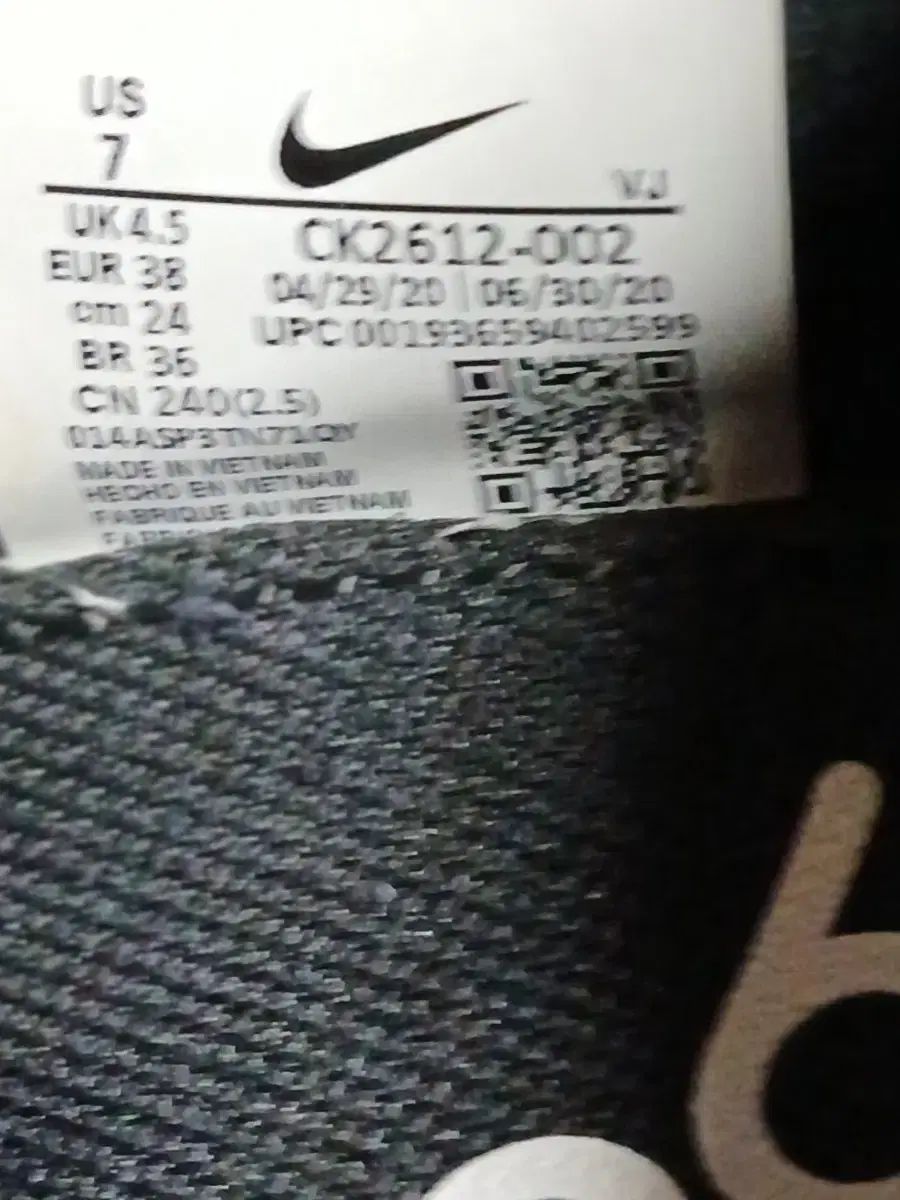 US
7
VJ
UK 4.5
CK2612-002
EUR 38
04/29/20 | 06/30/20
cm 24
UPC 00193659402599
BR 36
CN 240(2.5)
MADE IN VIETNAM
HECHO EN VIETNAM
FABRIQUE AU VIETNAM
6